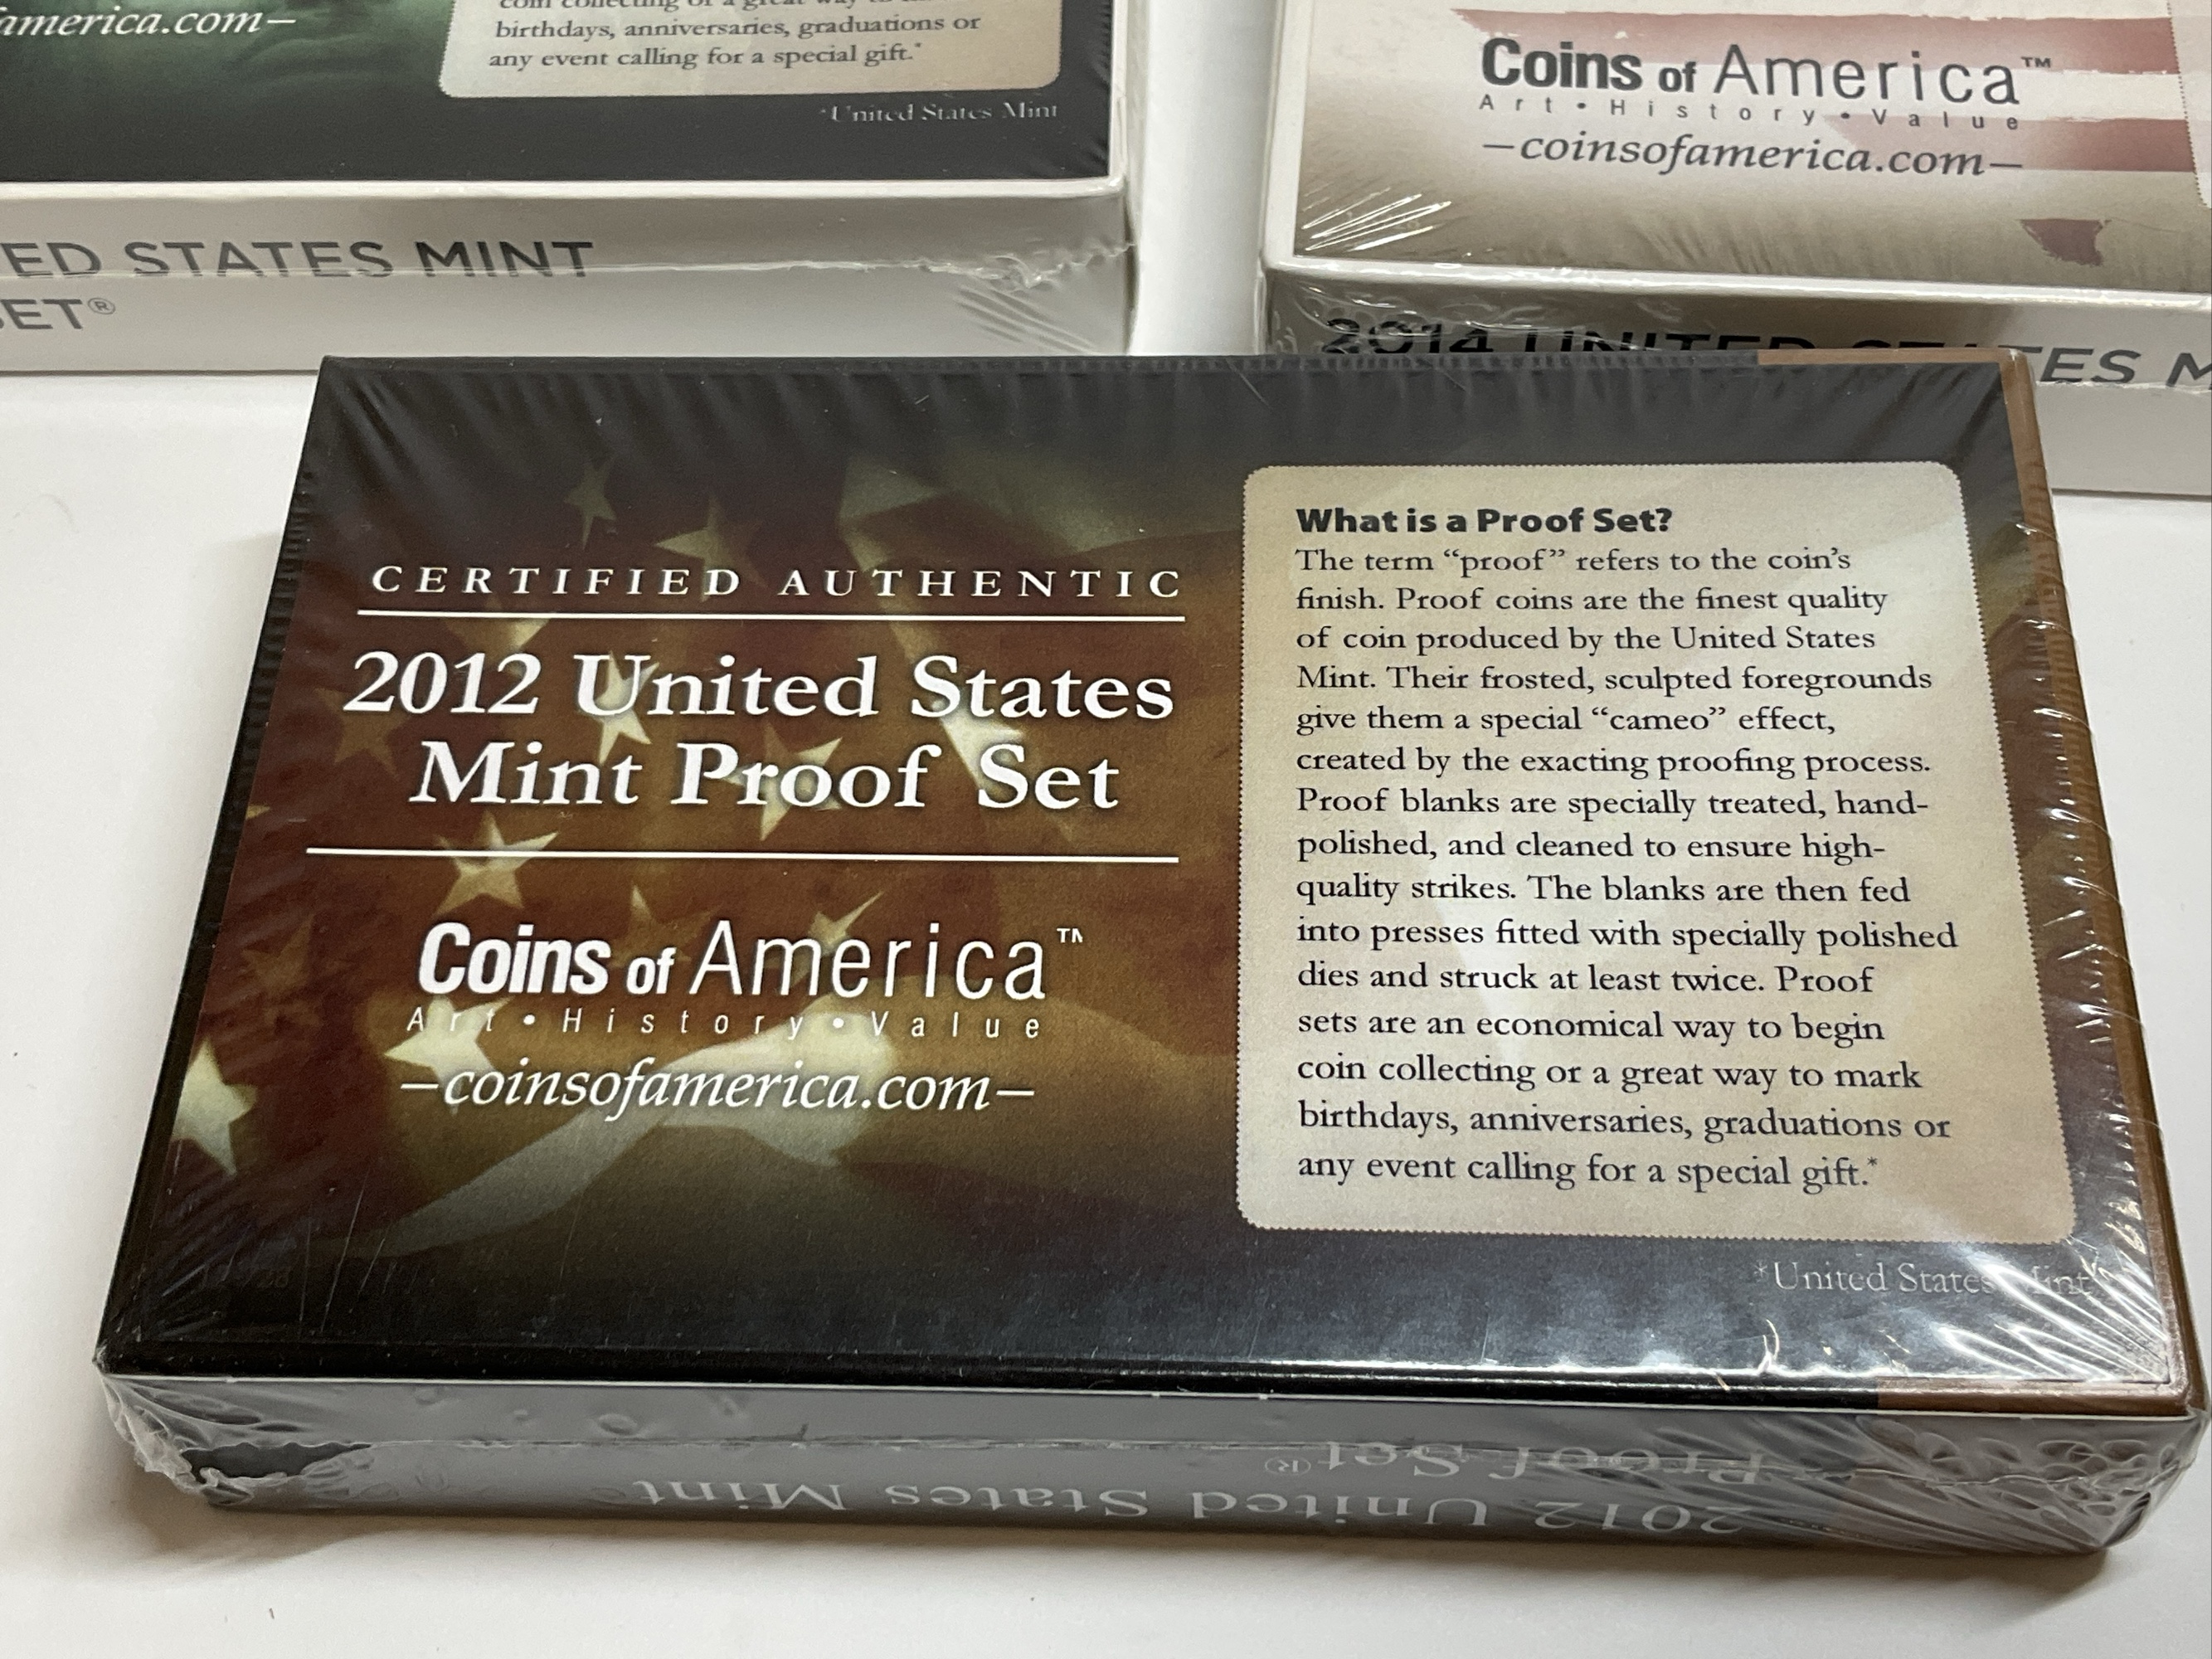 america.com—
birthdays, anniversaries, graduations or
any event calling for a special gift.*
*United States Mint
ED STATES MINT
SET®
Coins of America™
Art • History • Value
—coinsofamerica.com—
2014 UNITED STATES M
CERTIFIED AUTHENTIC
2012 United States
Mint Proof Set
Coins of America™
Art • History • Value
—coinsofamerica.com—
What is a Proof Set?
The term “proof” refers to the coin’s
finish. Proof coins are the finest quality
of coin produced by the United States
Mint. Their frosted, sculpted foregrounds
give them a special “cameo” effect,
created by the exacting proofing process.
Proof blanks are specially treated, hand-
polished, and cleaned to ensure high-
quality strikes. The blanks are then fed
into presses fitted with specially polished
dies and struck at least twice. Proof
sets are an economical way to begin
coin collecting or a great way to mark
birthdays, anniversaries, graduations or
any event calling for a special gift.*
*United States Mint
2012 United States Mint
Proof Set®